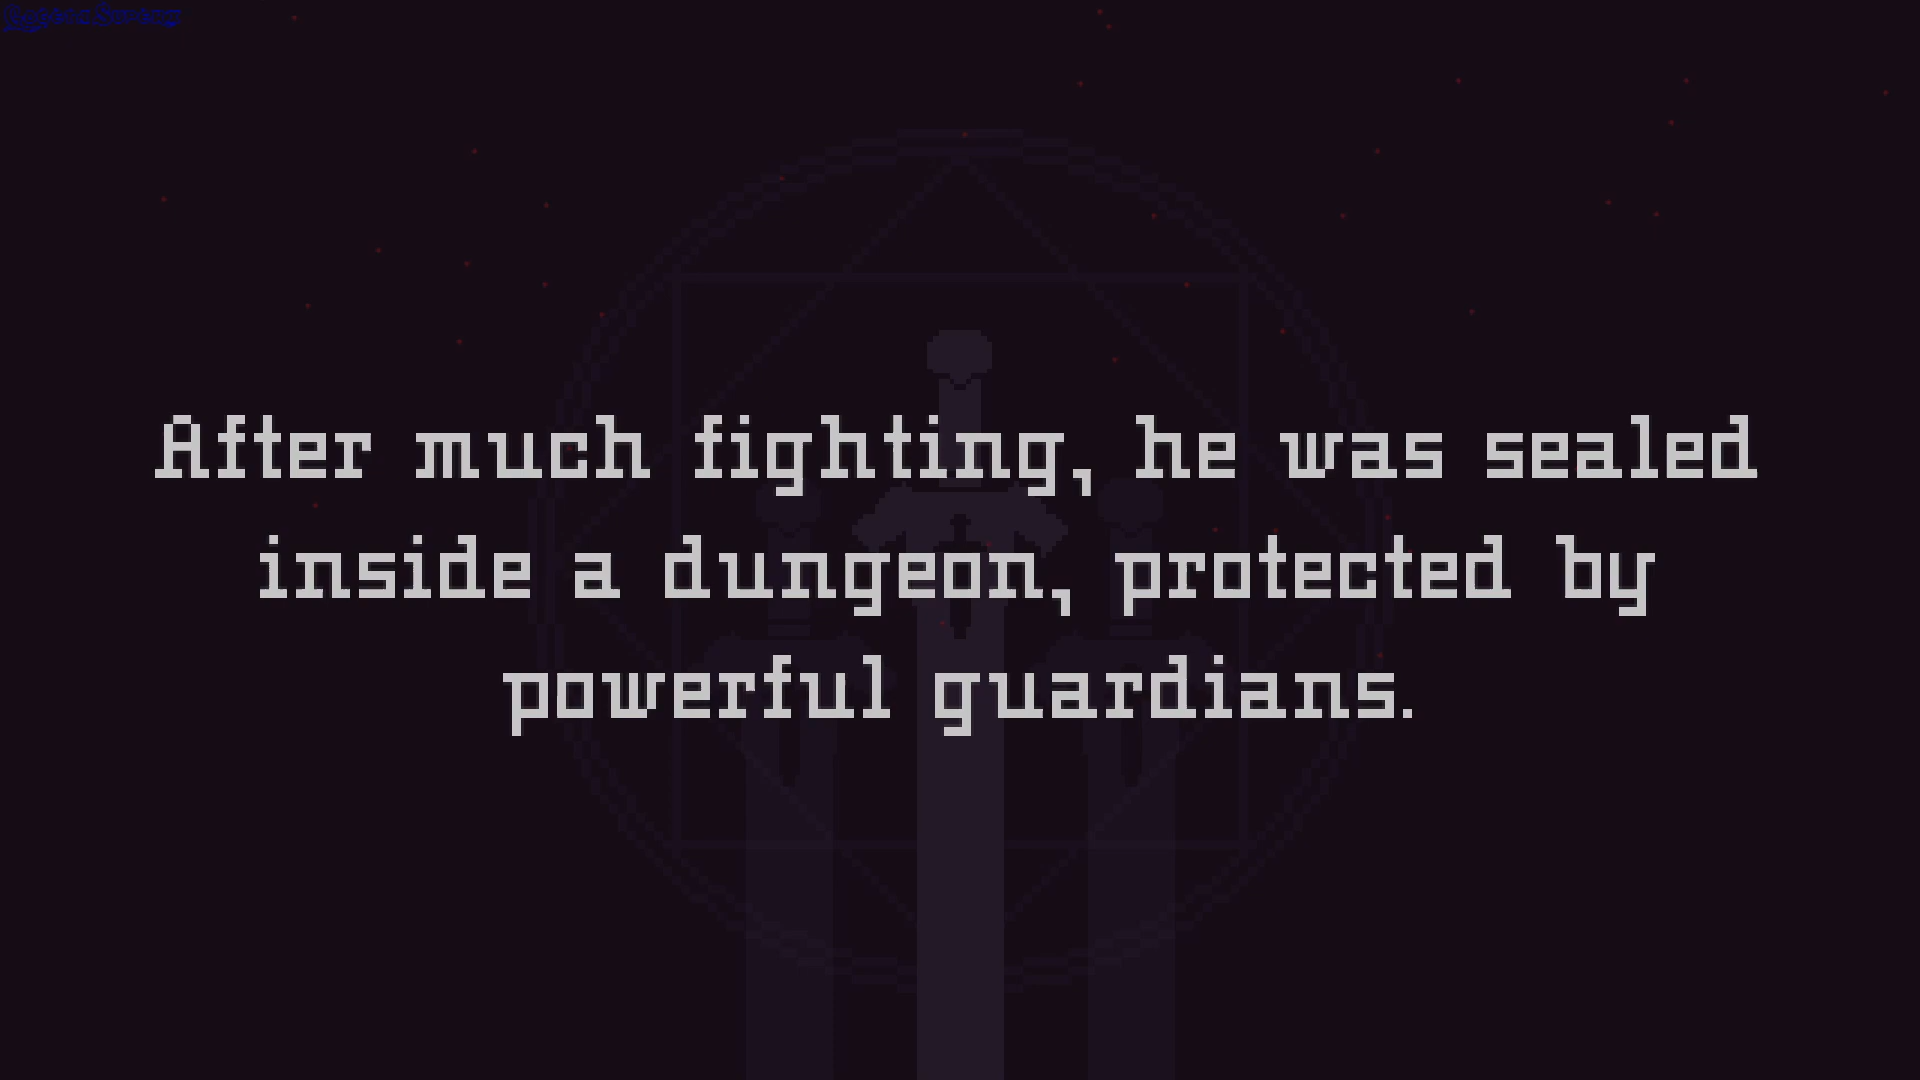 After much fighting, he was sealed
inside a dungeon, protected by
powerful guardians.